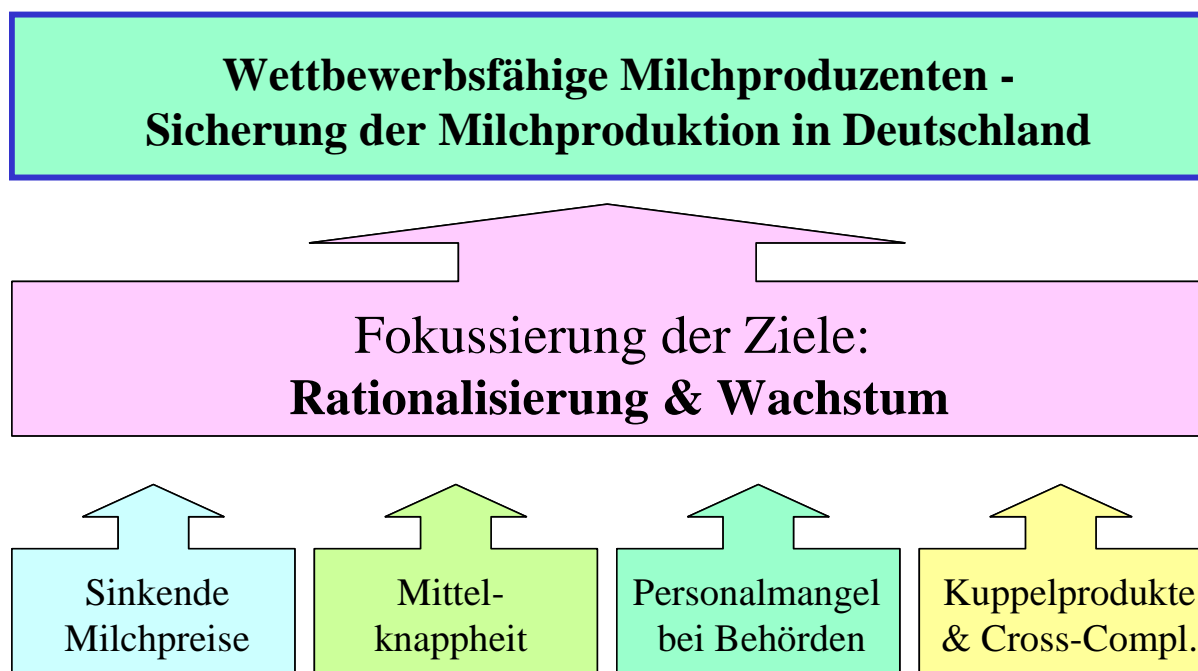 Wettbewerbsfähige Milchproduzenten -
Sicherung der Milchproduktion in Deutschland
Fokussierung der Ziele:
Rationalisierung & Wachstum
Sinkende
Milchpreise
Mittel-
knappheit
Personalmangel
bei Behörden
Kuppelprodukte
& Cross-Compl.